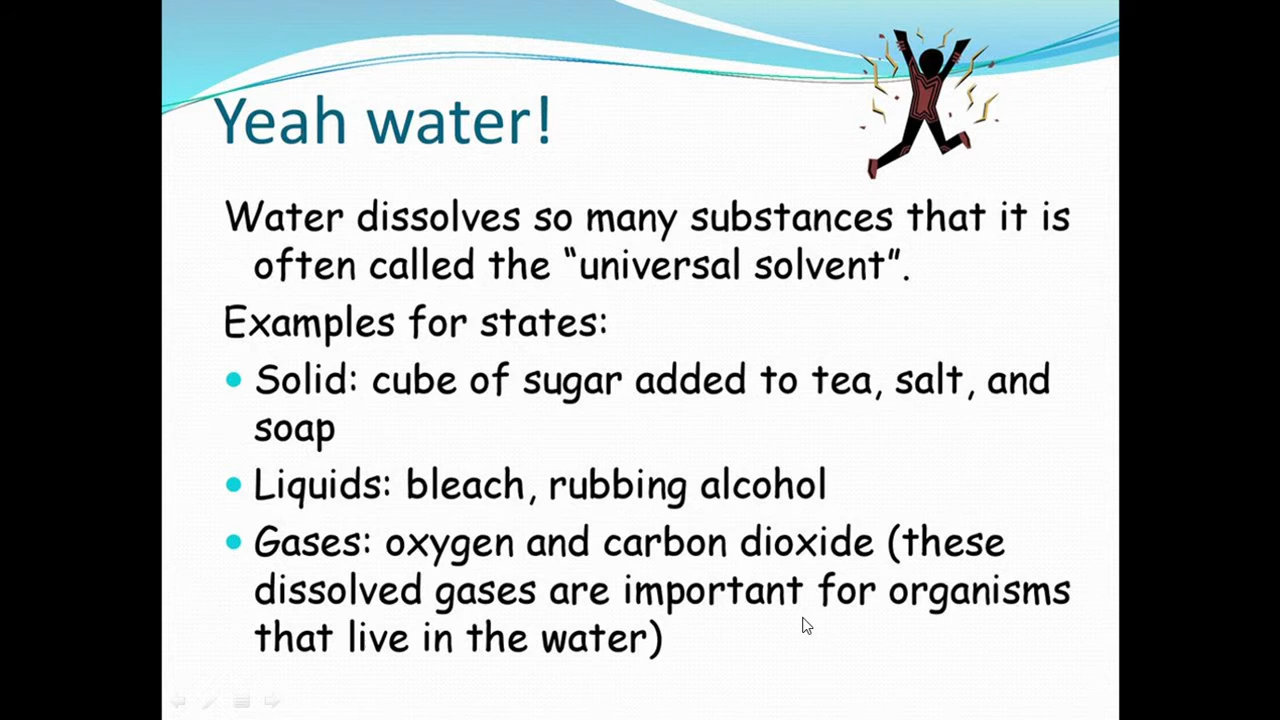 Yeah water!
Water dissolves so many substances that it is
often called the “universal solvent”.
Examples for states:
• Solid: cube of sugar added to tea, salt, and
soap
• Liquids: bleach, rubbing alcohol
• Gases: oxygen and carbon dioxide (these
dissolved gases are important for organisms
that live in the water)